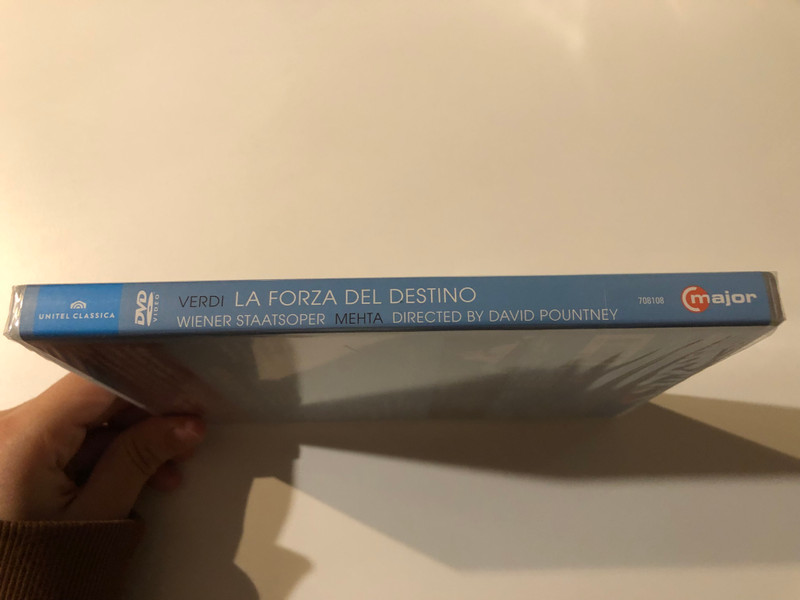 UNITEL CLASSICA
DVD
VIDEO
VERDI LA FORZA DEL DESTINO
WIENER STAATSOPER MEHTA DIRECTED BY DAVID POUNTNEY
708108
C major